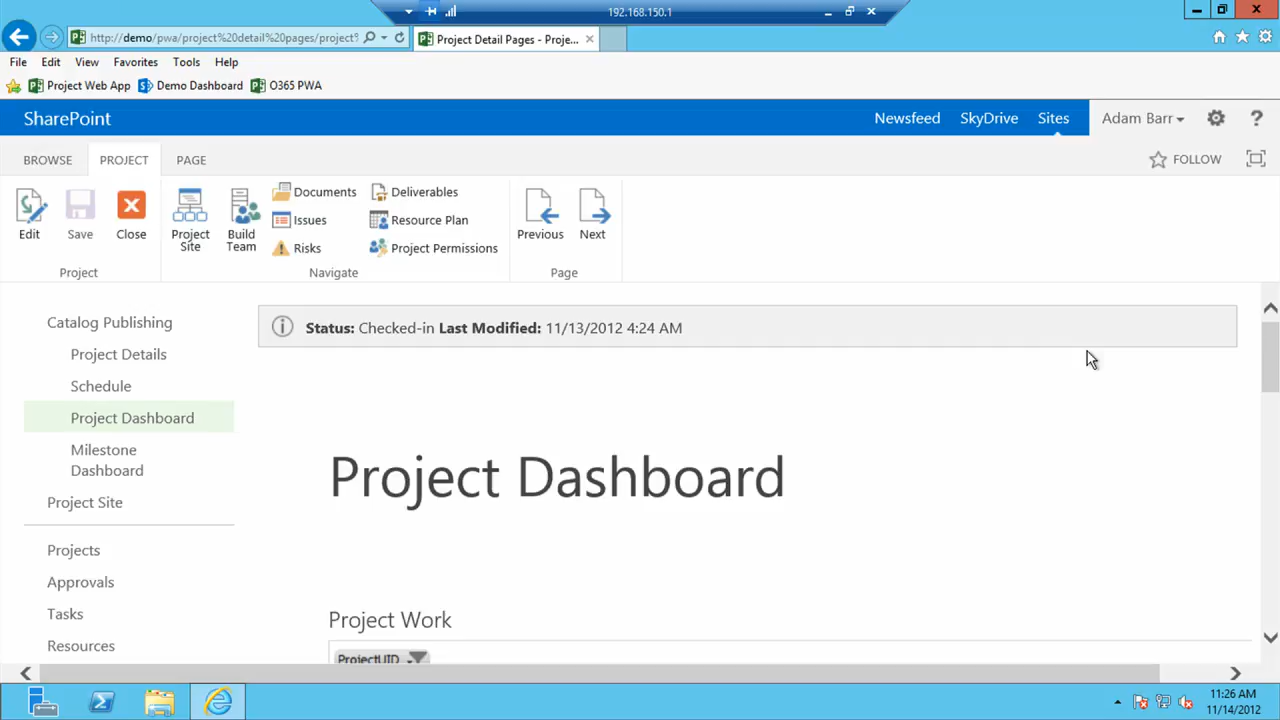 192.168.150.1
http://demo/pwa/project%20detail%20pages/project%
Project Detail Pages - Proje...
File Edit View Favorites Tools Help
Project Web App Demo Dashboard O365 PWA
SharePoint
Newsfeed SkyDrive Sites Adam Barr ?
BROWSE PROJECT PAGE
FOLLOW
Edit Save Close
Project
Project Site
Build Team
Documents
Issues
Risks
Deliverables
Resource Plan
Project Permissions
Navigate
Previous Next
Page
Catalog Publishing
Project Details
Schedule
Project Dashboard
Milestone
Dashboard
Project Site
Projects
Approvals
Tasks
Resources
Status: Checked-in Last Modified: 11/13/2012 4:24 AM
Project Dashboard
Project Work
ProjectUID
11:26 AM
11/14/2012